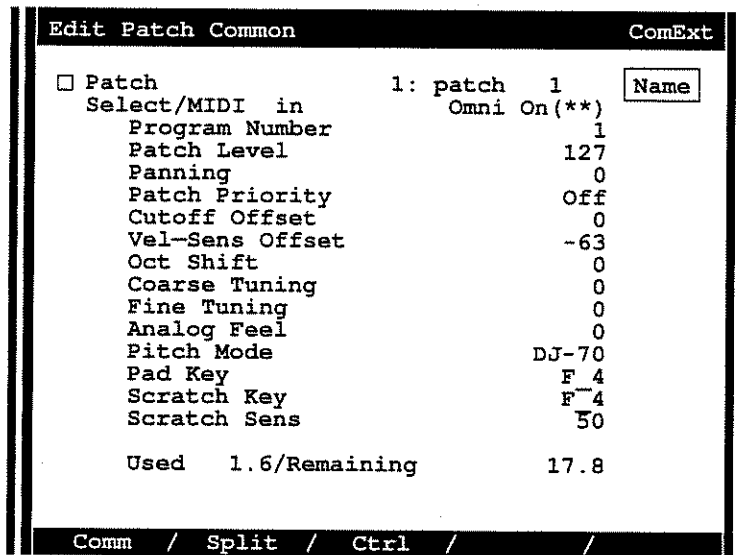 Edit Patch Common ComExt
□ Patch 1: patch 1 Name
Select/MIDI in Omni On(**)
Program Number 1
Patch Level 127
Panning 0
Patch Priority Off
Cutoff Offset 0
Vel-Sens Offset -63
Oct Shift 0
Coarse Tuning 0
Fine Tuning 0
Analog Feel 0
Pitch Mode DJ-70
Pad Key F_4
Scratch Key F_4
Scratch Sens 50
Used 1.6/Remaining 17.8
Comm / Split / Ctrl / /